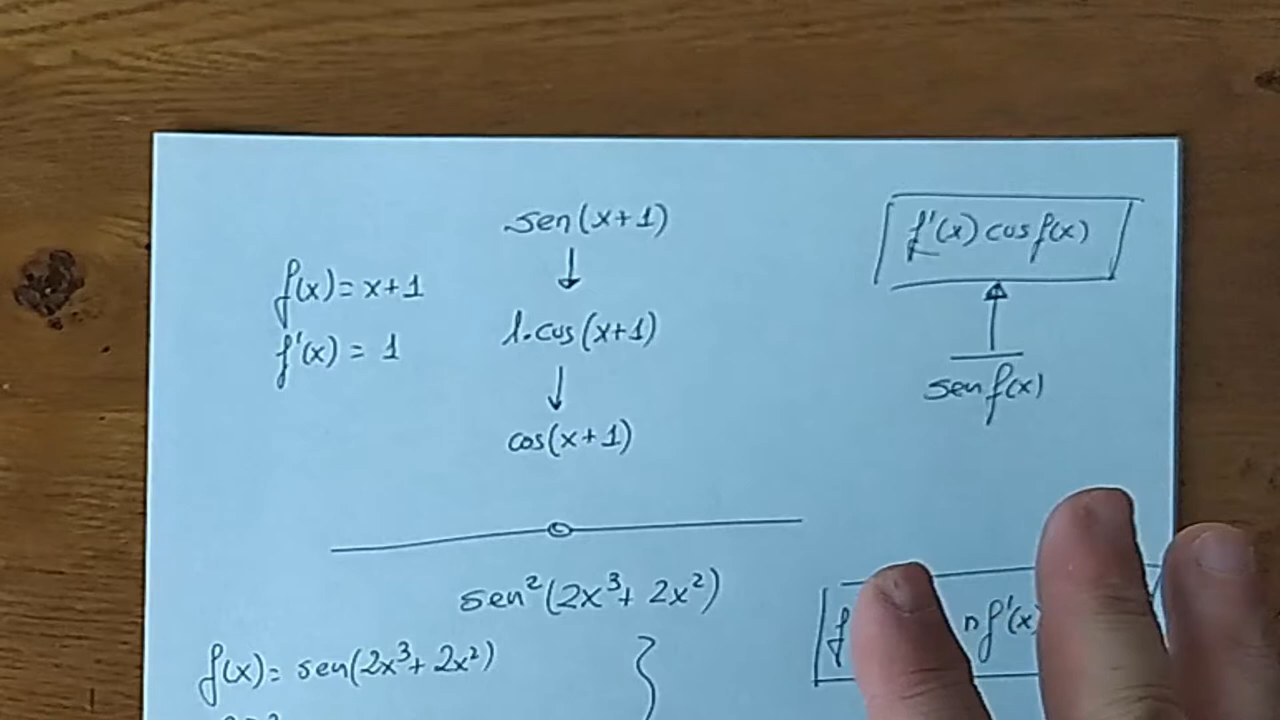 sen(x+1)
f(x)= x+1
f'(x) = 1
1.cos(x+1)
cos(x+1)
f'(x) cos f(x)
sen f(x)
sen²(2x³+ 2x²)
f(x)= sen(2x³+ 2x²)
n f'(x)